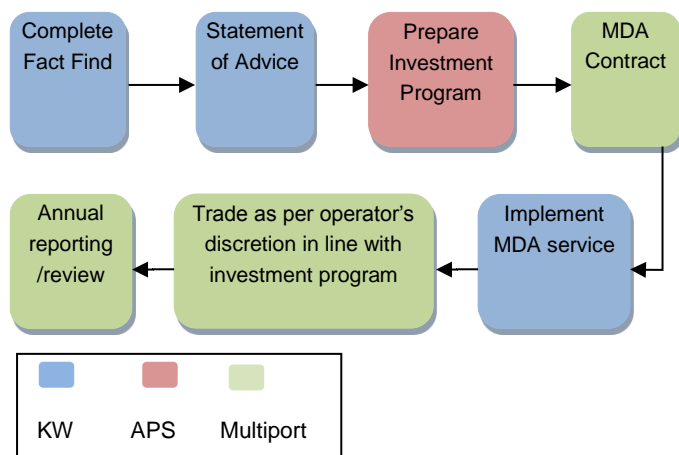 Complete
Fact Find
Statement
of Advice
Prepare
Investment
Program
MDA
Contract
Annual
reporting
/review
Trade as per operator's
discretion in line with
investment program
Implement
MDA service
KW
APS
Multiport